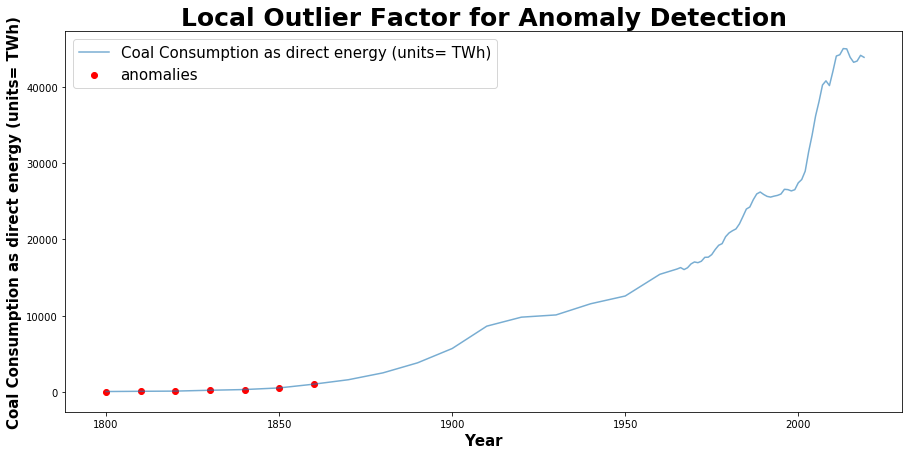 Local Outlier Factor for Anomaly Detection
Coal Consumption as direct energy (units= TWh)
Coal Consumption as direct energy (units= TWh)
anomalies
40000
30000
20000
10000
0
1800
1850
1900
1950
2000
Year